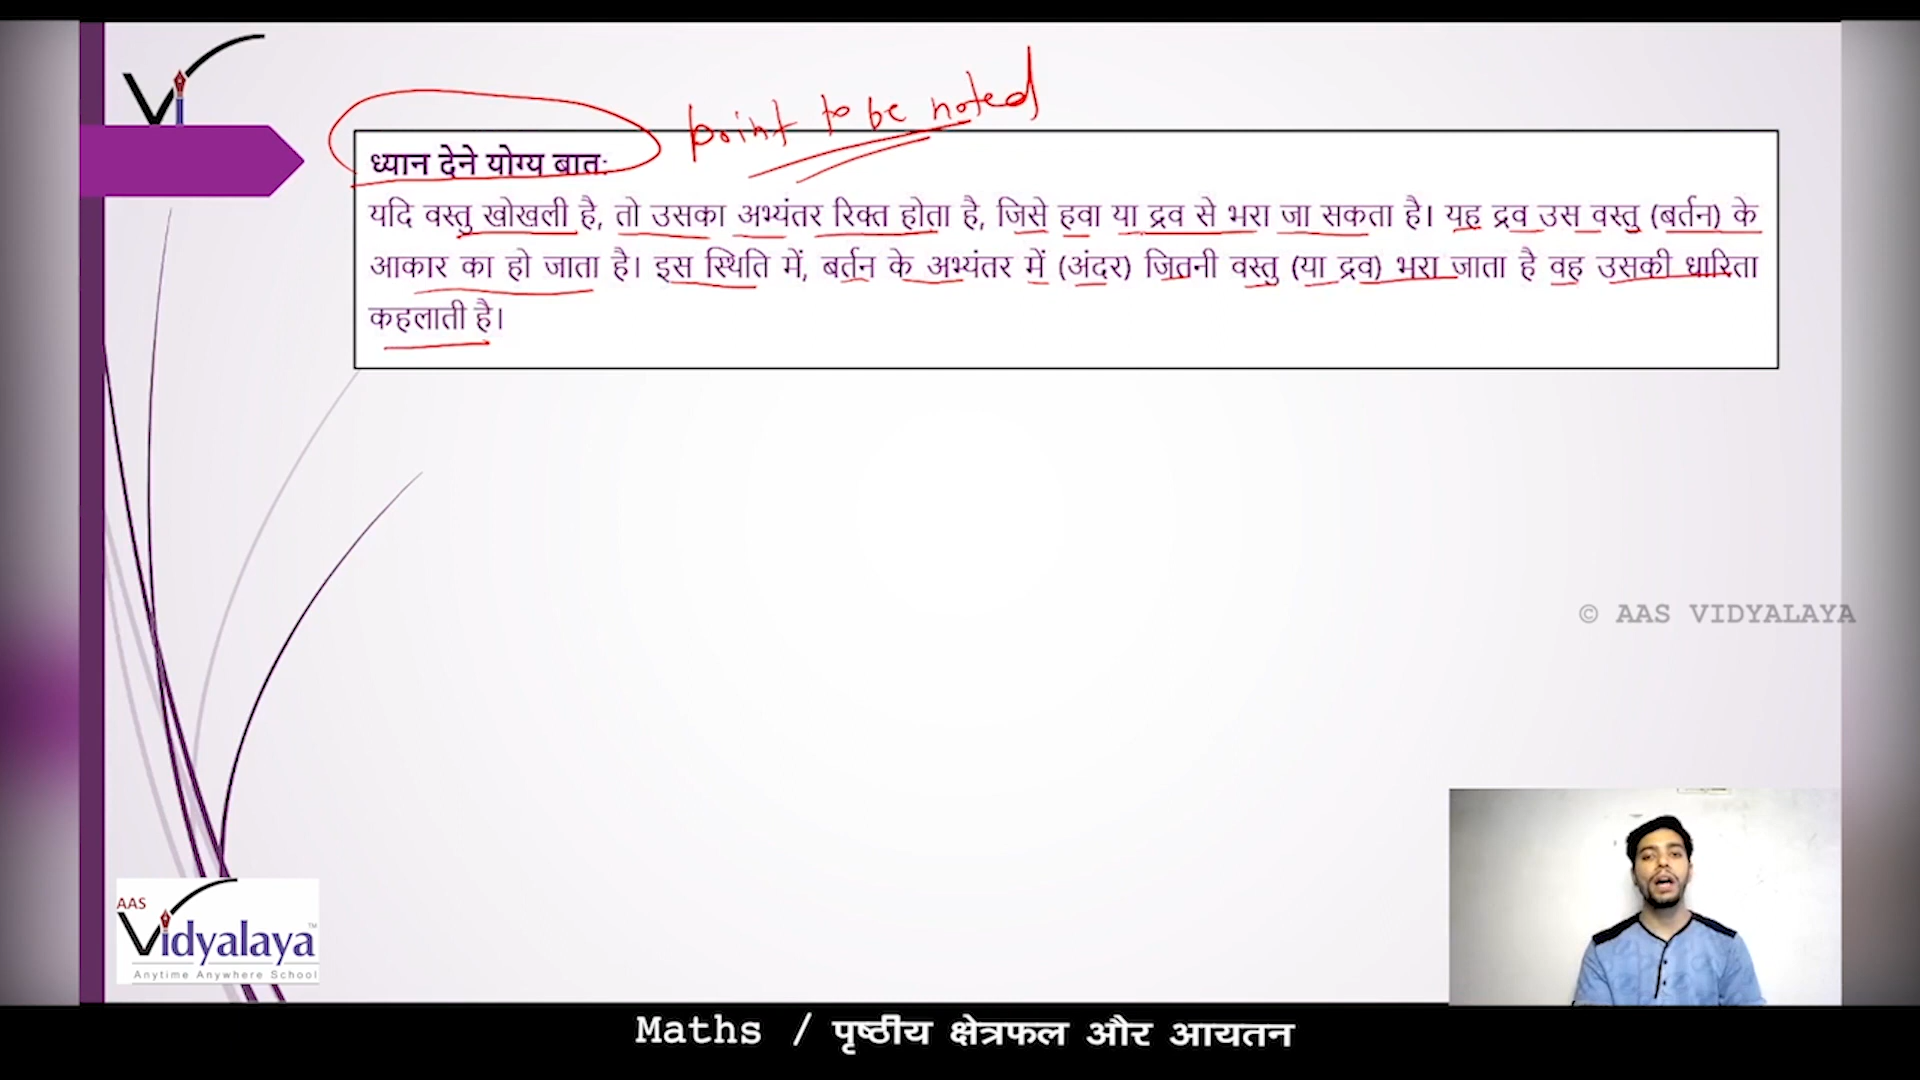 point to be noted
ध्यान देने योग्य बात:
यदि वस्तु खोखली है, तो उसका अभ्यंतर रिक्त होता है, जिसे हवा या द्रव से भरा जा सकता है। यह द्रव उस वस्तु (बर्तन) के
आकार का हो जाता है। इस स्थिति में, बर्तन के अभ्यंतर में (अंदर) जितनी वस्तु (या द्रव) भरा जाता है वह उसकी धारिता
कहलाती है।
© AAS VIDYALAYA
AAS
Vidyalaya™
Anytime Anywhere School
Maths / पृष्ठीय क्षेत्रफल और आयतन